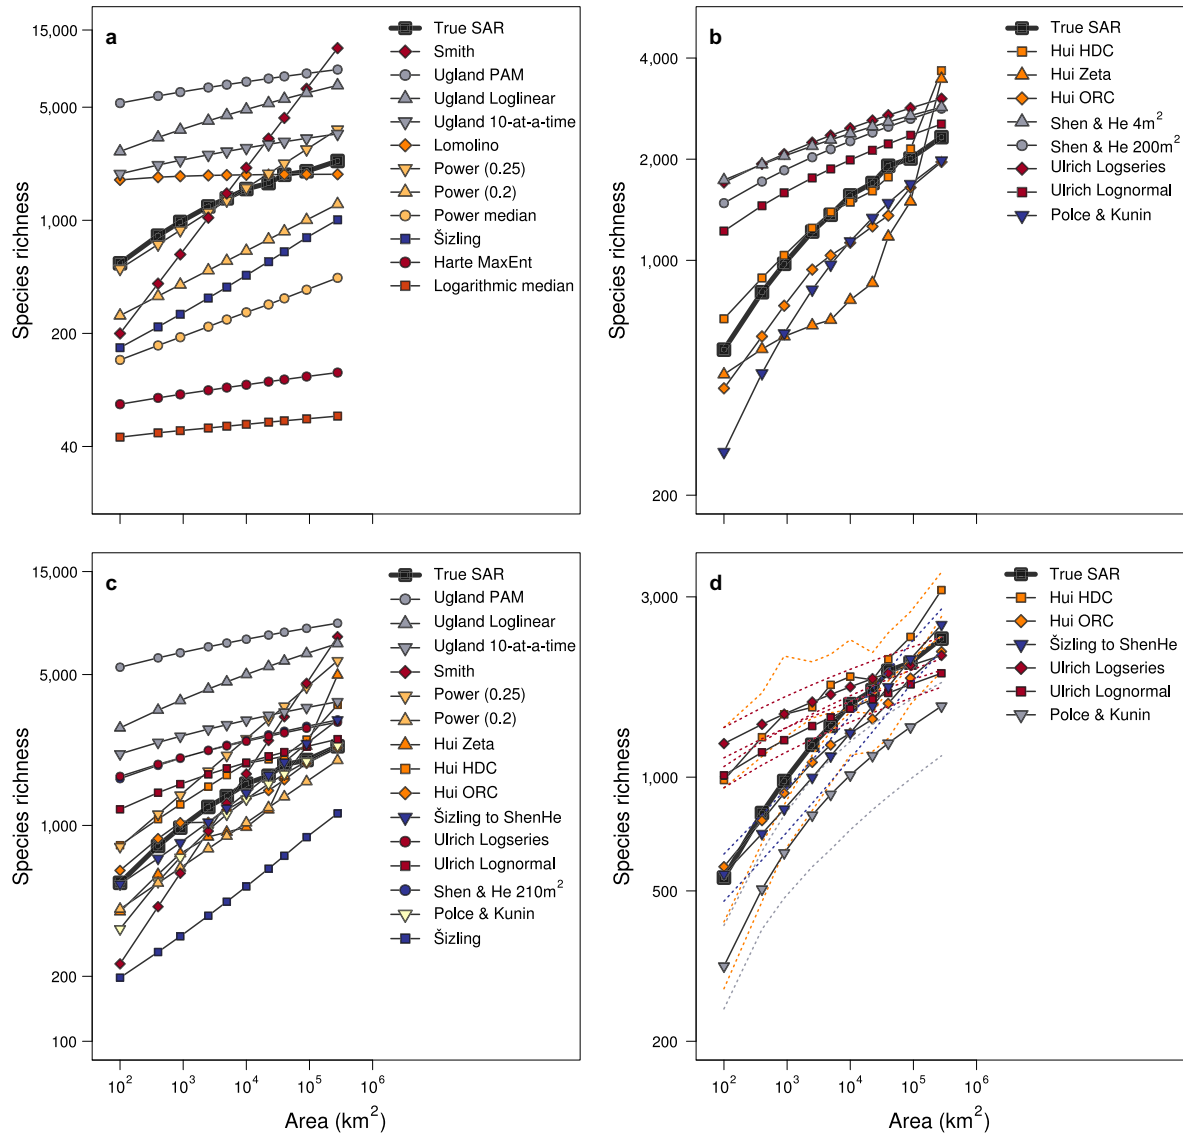 a
15,000
5,000
1,000
200
40
Species richness
10² 10³ 10⁴ 10⁵ 10⁶
True SAR
Smith
Ugland PAM
Ugland Loglinear
Ugland 10-at-a-time
Lomolino
Power (0.25)
Power (0.2)
Power median
Šizling
Harte MaxEnt
Logarithmic median
b
4,000
2,000
1,000
200
Species richness
True SAR
Hui HDC
Hui Zeta
Hui ORC
Shen & He 4m²
Shen & He 200m²
Ulrich Logseries
Ulrich Lognormal
Polce & Kunin
c
15,000
5,000
1,000
200
100
Species richness
True SAR
Ugland PAM
Ugland Loglinear
Ugland 10-at-a-time
Smith
Power (0.25)
Power (0.2)
Hui Zeta
Hui HDC
Hui ORC
Šizling to ShenHe
Ulrich Logseries
Ulrich Lognormal
Shen & He 210m²
Polce & Kunin
Šizling
Area (km²)
d
3,000
1,000
500
200
Species richness
True SAR
Hui HDC
Hui ORC
Šizling to ShenHe
Ulrich Logseries
Ulrich Lognormal
Polce & Kunin
10² 10³ 10⁴ 10⁵ 10⁶
Area (km²)